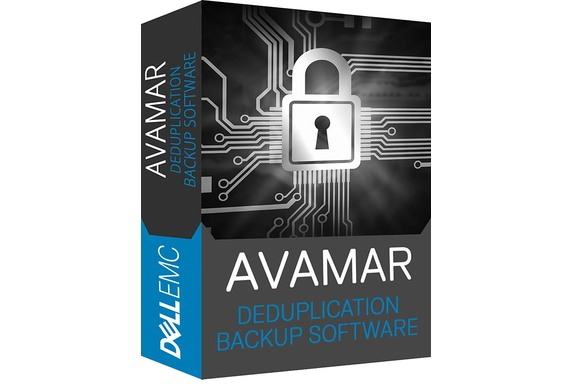 AVAMAR
DEDUPLICATION
BACKUP SOFTWARE
DELLEMC
AVAMAR
DEDUPLICATION
BACKUP SOFTWARE